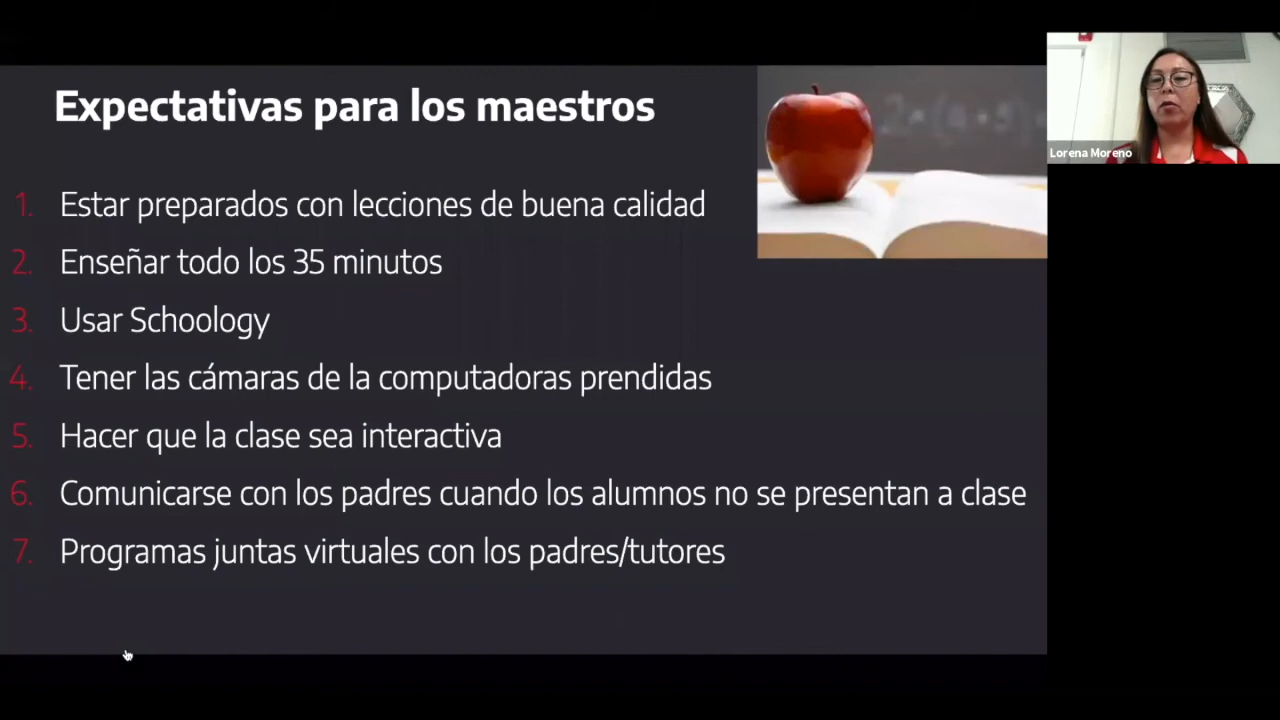 Expectativas para los maestros
1. Estar preparados con lecciones de buena calidad
2. Enseñar todo los 35 minutos
3. Usar Schoology
4. Tener las cámaras de la computadoras prendidas
5. Hacer que la clase sea interactiva
6. Comunicarse con los padres cuando los alumnos no se presentan a clase
7. Programas juntas virtuales con los padres/tutores
Lorena Moreno